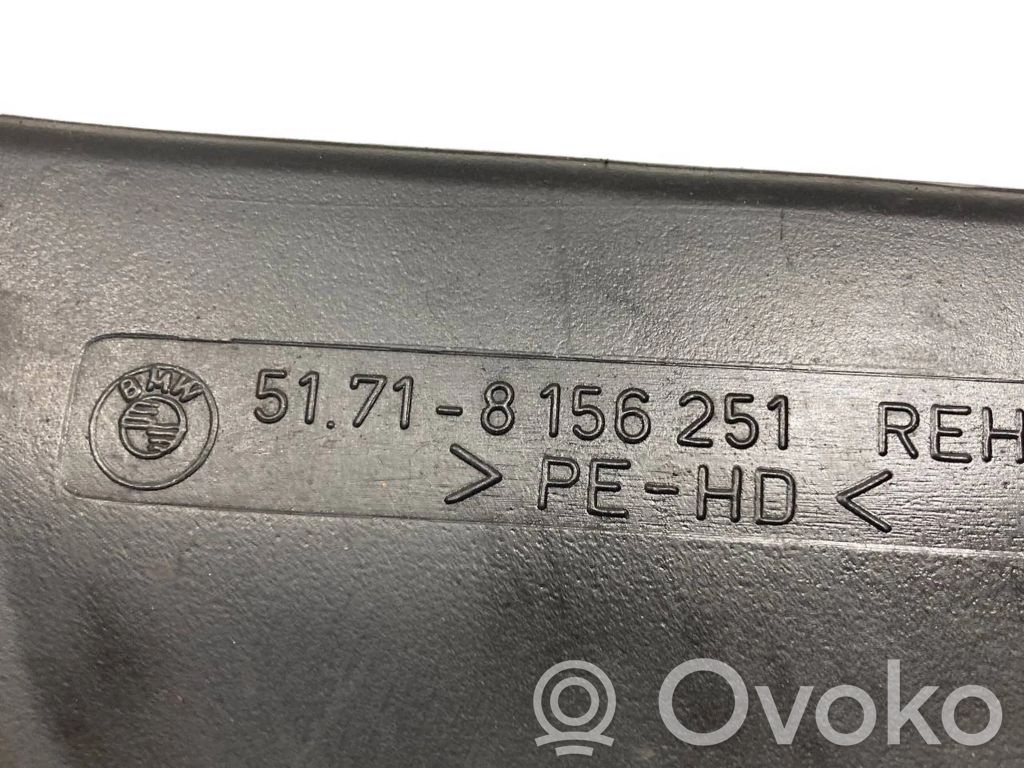 BMW
51.71-8 156 251 REH
> PE-HD <
Ovoko